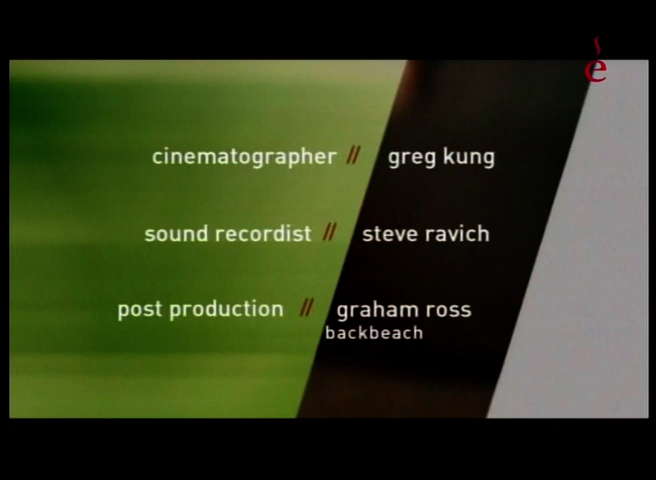 cinematographer // greg kung
sound recordist // steve ravich
post production // graham ross
backbeach
é